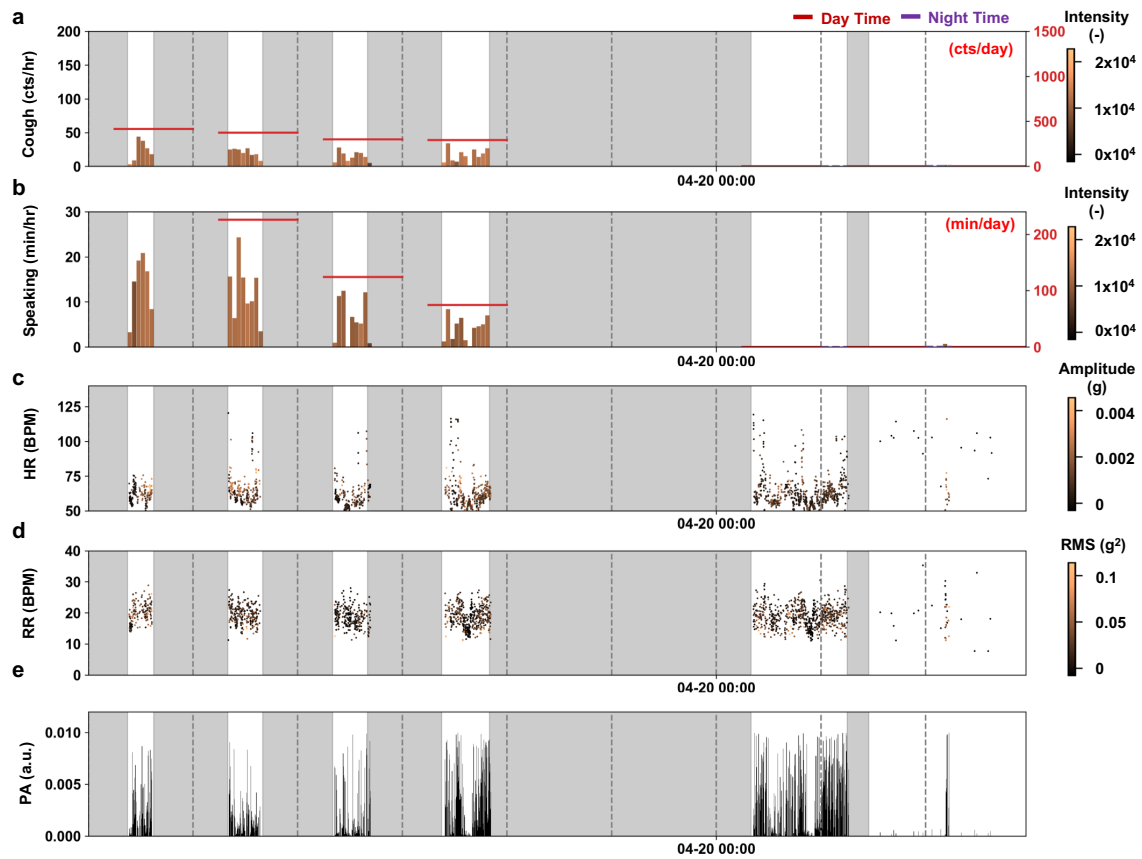 a
Day Time
Night Time
Intensity
(-)
200
150
100
50
0
Cough (cts/hr)
(cts/day)
1500
1000
500
0
2x10⁴
1x10⁴
0x10⁴
04-20 00:00
b
Intensity
(-)
30
20
10
0
Speaking (min/hr)
(min/day)
200
100
0
2x10⁴
1x10⁴
0x10⁴
04-20 00:00
c
Amplitude
(g)
125
100
75
50
HR (BPM)
0.004
0.002
0
04-20 00:00
d
RMS (g²)
40
30
20
10
0
RR (BPM)
0.1
0.05
0
04-20 00:00
e
0.010
0.005
0.000
PA (a.u.)
04-20 00:00